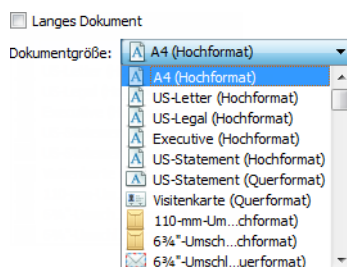 Langes Dokument
Dokumentgröße: A4 (Hochformat)
A4 (Hochformat)
US-Letter (Hochformat)
US-Legal (Hochformat)
Executive (Hochformat)
US-Statement (Hochformat)
US-Statement (Querformat)
Visitenkarte (Querformat)
110-mm-Um...chformat)
6¾"-Umsch...chformat)
6¾"-Umschl...uerformat)